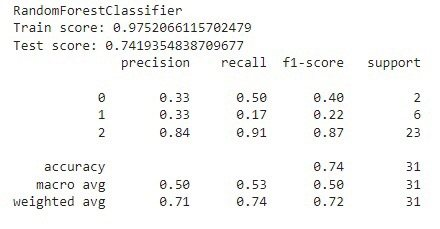 RandomForestClassifier
Train score: 0.9752066115702479
Test score: 0.7419354838709677
precision recall f1-score support
0 0.33 0.50 0.40 2
1 0.33 0.17 0.22 6
2 0.84 0.91 0.87 23
accuracy 0.74 31
macro avg 0.50 0.53 0.50 31
weighted avg 0.71 0.74 0.72 31